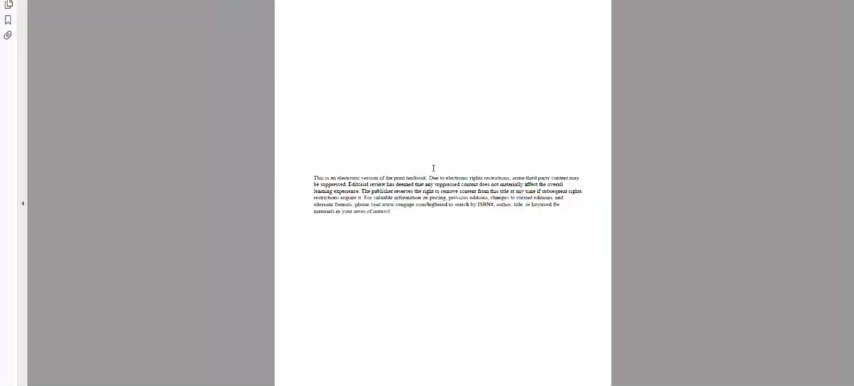 This is an electronic version of the print textbook. Due to electronic rights restrictions, some third party content may
be suppressed. Editorial review has deemed that any suppressed content does not materially affect the overall
learning experience. The publisher reserves the right to remove content from this title at any time if subsequent rights
restrictions require it. For valuable information on pricing, previous editions, changes to current editions, and
alternate formats, please visit www.cengage.com/highered to search by ISBN#, author, title, or keyword for
materials in your areas of interest.